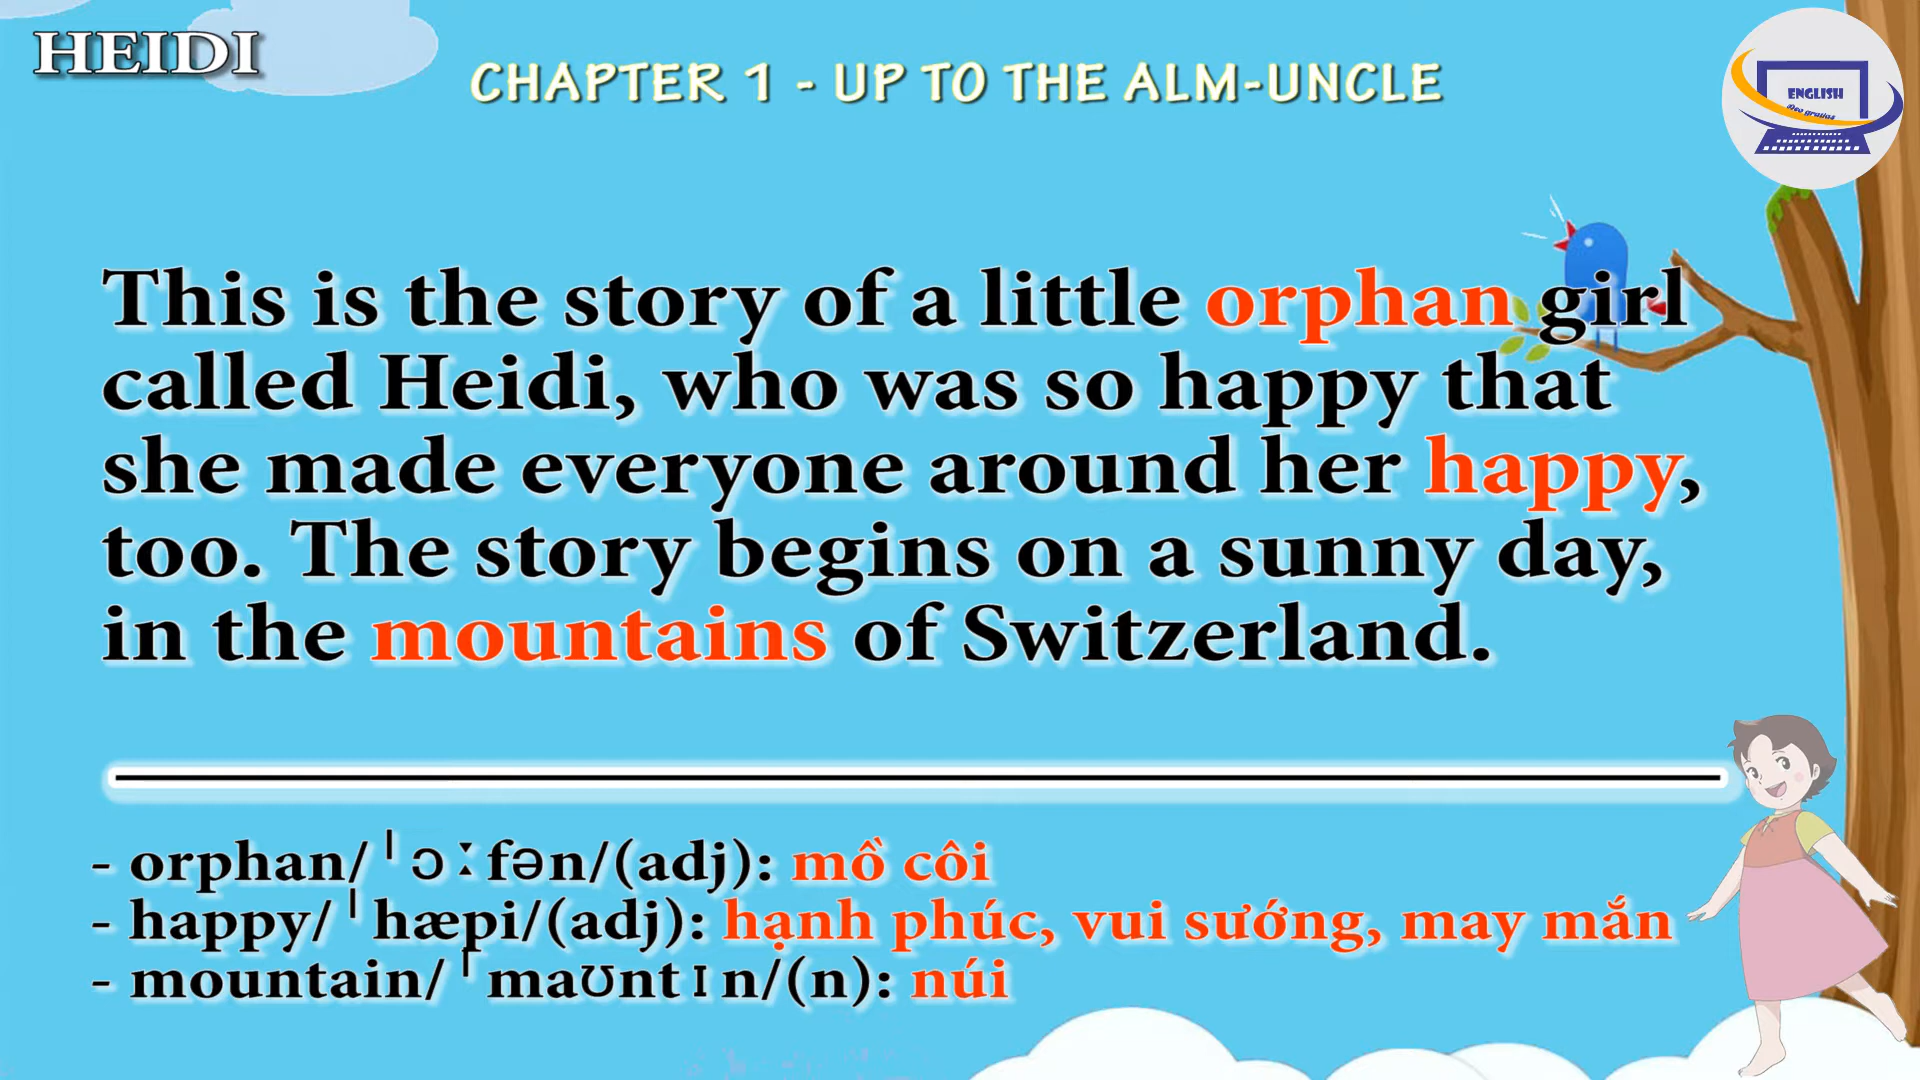 HEIDI
CHAPTER 1 - UP TO THE ALM-UNCLE
ENGLISH
Deo gratias
This is the story of a little orphan girl
called Heidi, who was so happy that
she made everyone around her happy,
too. The story begins on a sunny day,
in the mountains of Switzerland.
- orphan/ˈɔːfən/(adj): mồ côi
- happy/ˈhæpi/(adj): hạnh phúc, vui sướng, may mắn
- mountain/ˈmaʊntɪn/(n): núi